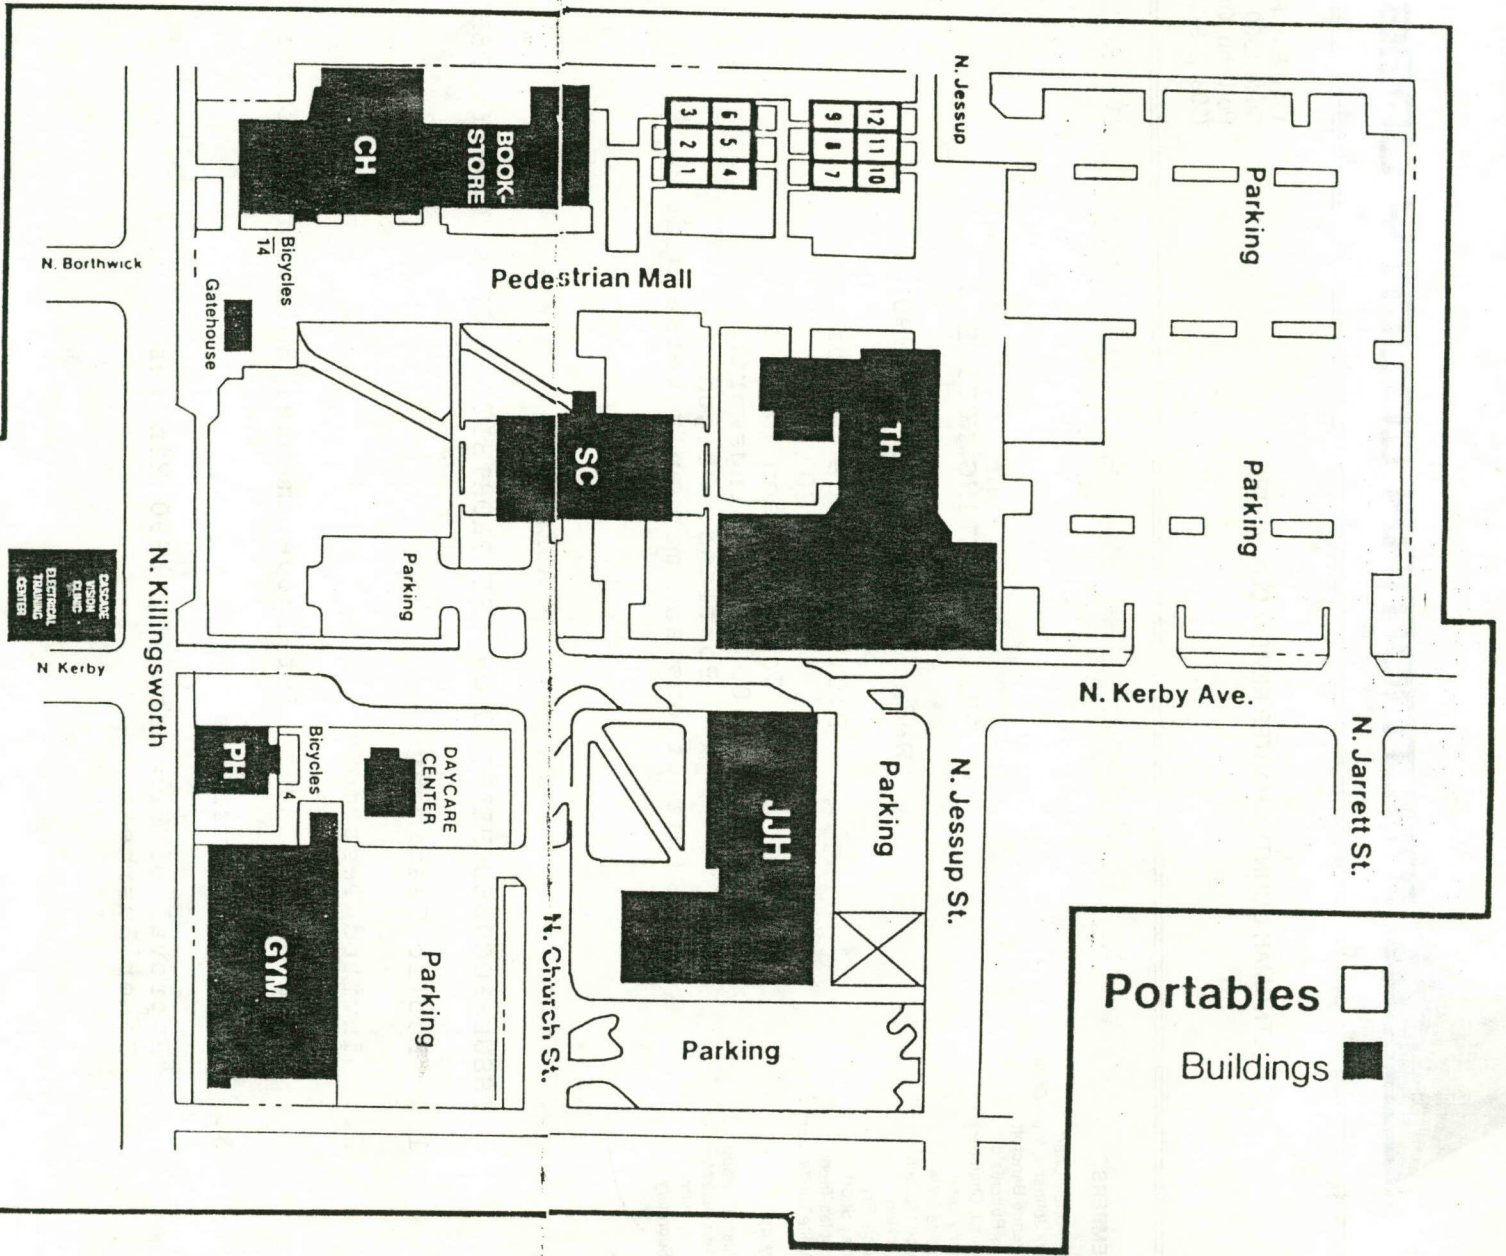 N. Jessup
3 6
2 5
1 4
9 12
8 11
7 10
CH
BOOK-
STORE
Parking
Bicycles
14
N. Borthwick
Pedestrian Mall
Gatehouse
TH
SC
Parking
Parking
CASCADE
VISION
CLINIC
ELECTRICAL
TRAINING
CENTER
N. Killingsworth
N Kerby
N. Kerby Ave.
N. Jarrett St.
PH
Bicycles
4
DAYCARE
CENTER
JJH
Parking
N. Jessup St.
GYM
Parking
N. Church St.
Parking
Portables
Buildings